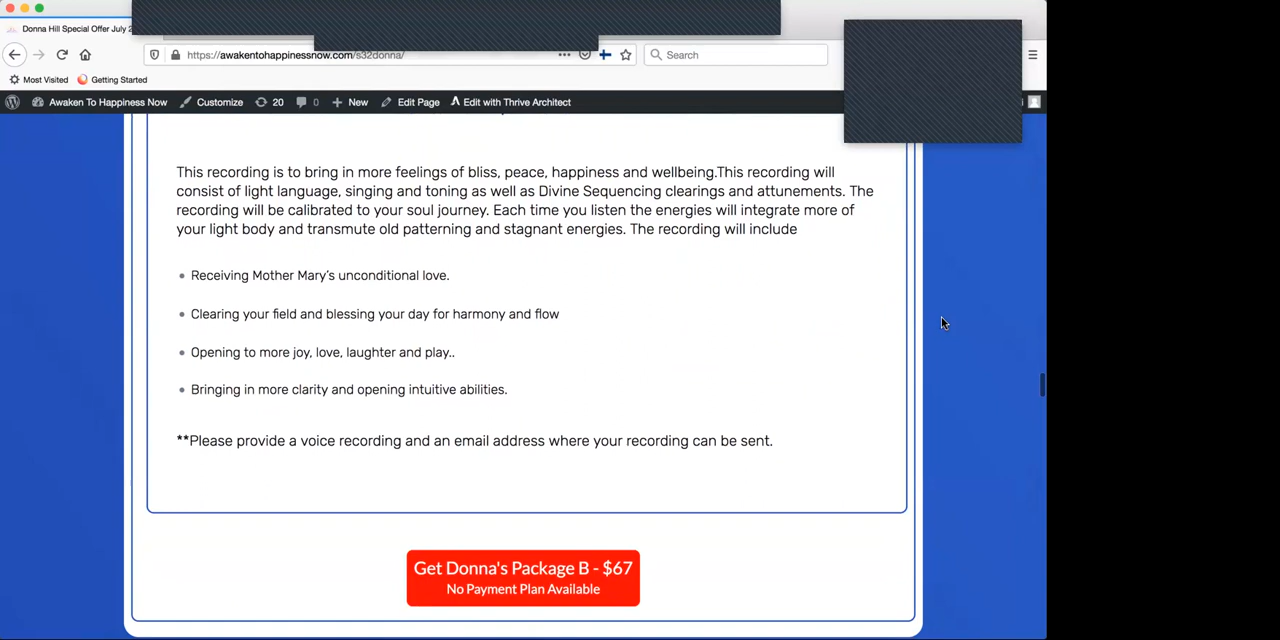 Donna Hill Special Offer July 2
https://awakentohappinessnow.com/s32donna/
Search
Most Visited Getting Started
Awaken To Happiness Now Customize 20 0 New Edit Page Edit with Thrive Architect
This recording is to bring in more feelings of bliss, peace, happiness and wellbeing.This recording will
consist of light language, singing and toning as well as Divine Sequencing clearings and attunements. The
recording will be calibrated to your soul journey. Each time you listen the energies will integrate more of
your light body and transmute old patterning and stagnant energies. The recording will include
• Receiving Mother Mary's unconditional love.
• Clearing your field and blessing your day for harmony and flow
• Opening to more joy, love, laughter and play..
• Bringing in more clarity and opening intuitive abilities.
**Please provide a voice recording and an email address where your recording can be sent.
Get Donna's Package B - $67
No Payment Plan Available